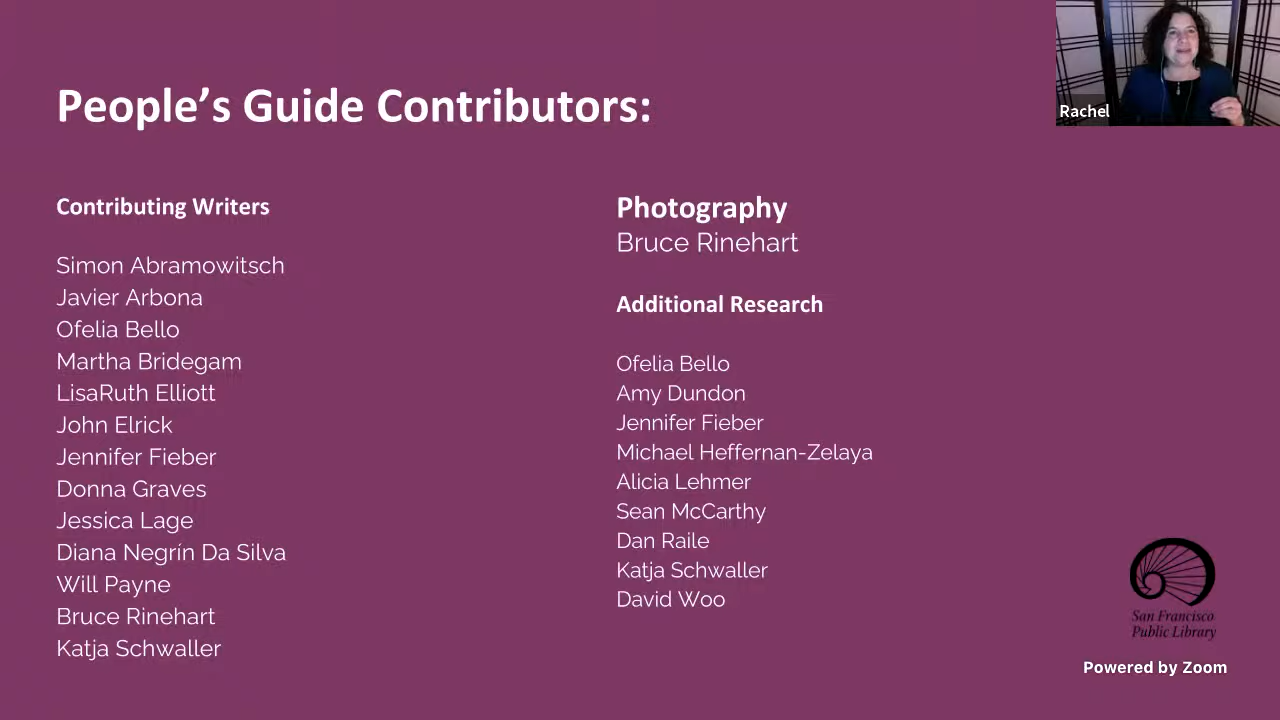 People's Guide Contributors:
Rachel
Contributing Writers
Simon Abramowitsch
Javier Arbona
Ofelia Bello
Martha Bridegam
LisaRuth Elliott
John Elrick
Jennifer Fieber
Donna Graves
Jessica Lage
Diana Negrín Da Silva
Will Payne
Bruce Rinehart
Katja Schwaller
Photography
Bruce Rinehart
Additional Research
Ofelia Bello
Amy Dundon
Jennifer Fieber
Michael Heffernan-Zelaya
Alicia Lehmer
Sean McCarthy
Dan Raile
Katja Schwaller
David Woo
San Francisco
Public Library
Powered by Zoom